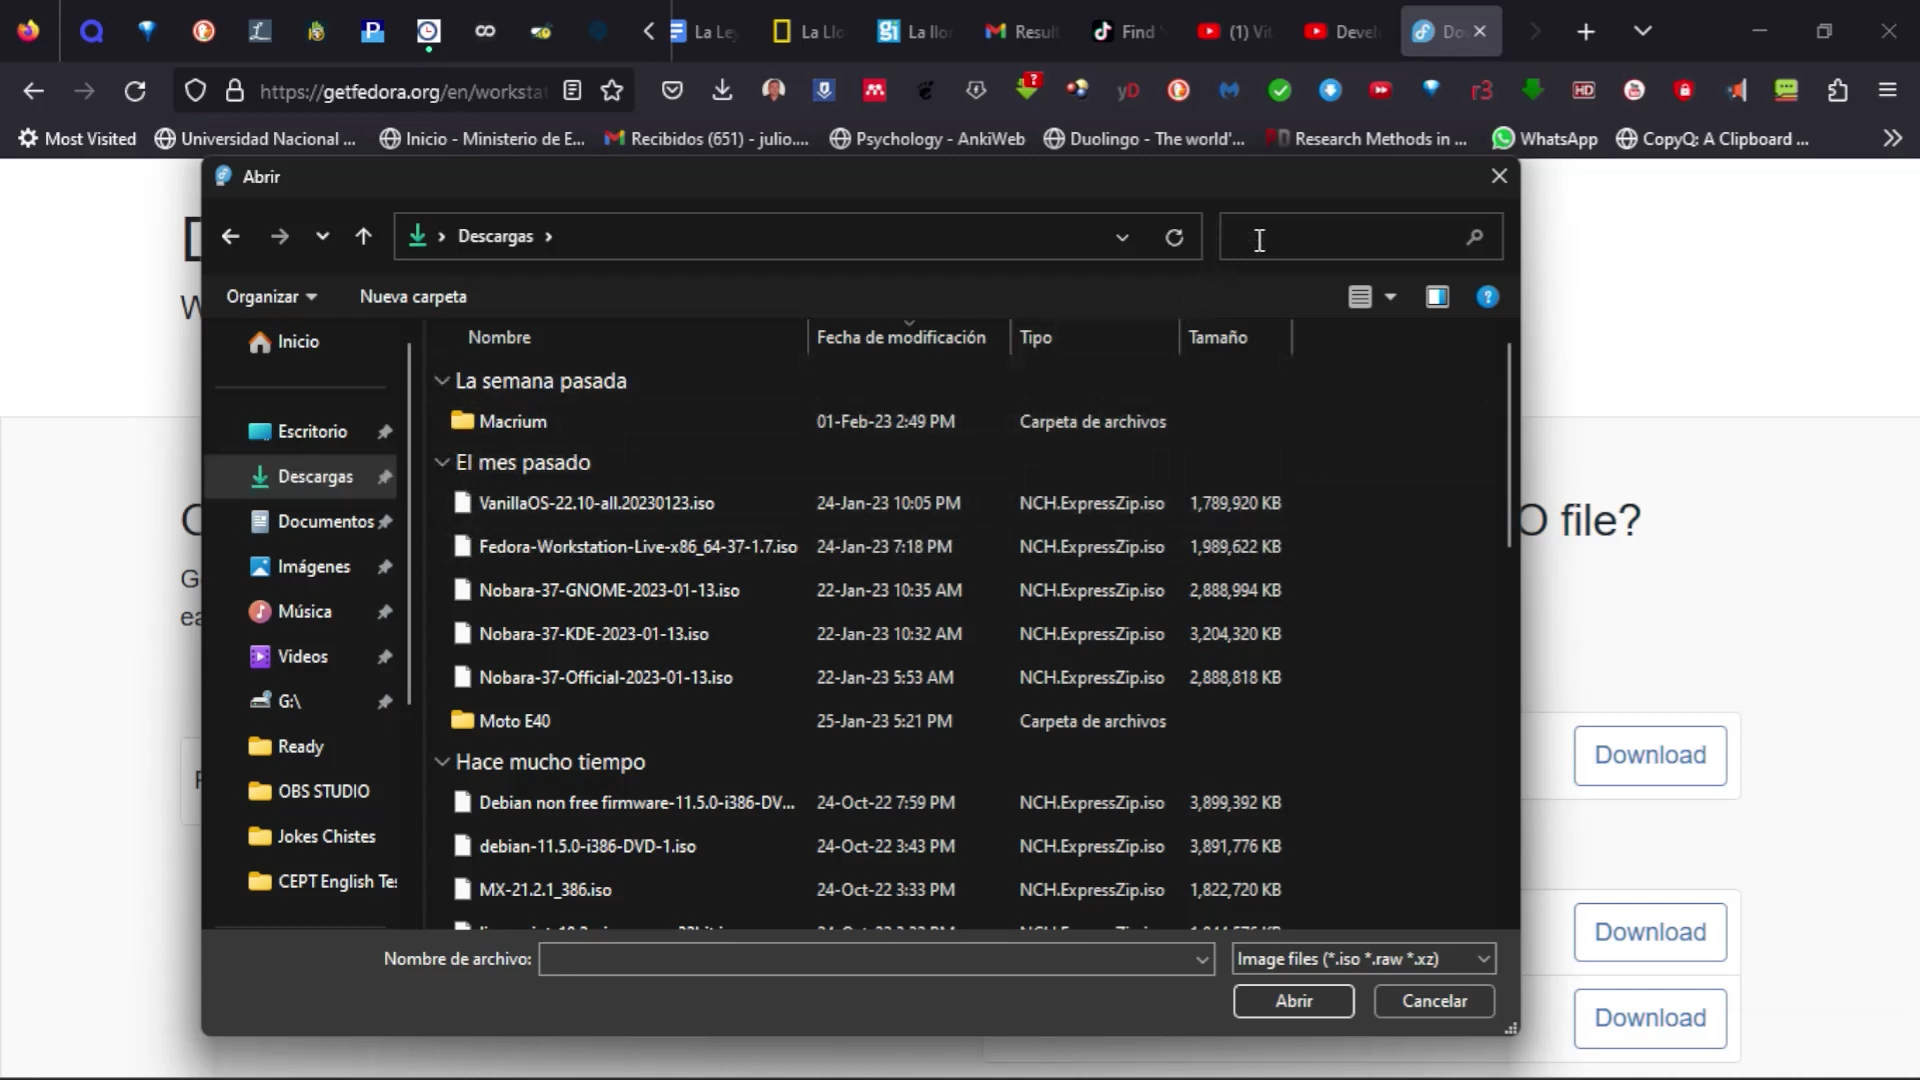 La Le
La Llo
La llo
Resul
Find
(1) Vi
Devel
Do
https://getfedora.org/en/workstat
Most Visited
Universidad Nacional ...
Inicio - Ministerio de E...
Recibidos (651) - julio....
Psychology - AnkiWeb
Duolingo - The world'...
Research Methods in ...
WhatsApp
CopyQ: A Clipboard ...
Abrir
Descargas
Organizar
Nueva carpeta
Nombre
Fecha de modificación
Tipo
Tamaño
Inicio
Escritorio
Descargas
Documentos
Imágenes
Música
Videos
G:\
Ready
OBS STUDIO
Jokes Chistes
CEPT English Te
La semana pasada
Macrium 01-Feb-23 2:49 PM Carpeta de archivos
El mes pasado
VanillaOS-22.10-all.20230123.iso 24-Jan-23 10:05 PM NCH.ExpressZip.iso 1,789,920 KB
Fedora-Workstation-Live-x86_64-37-1.7.iso 24-Jan-23 7:18 PM NCH.ExpressZip.iso 1,989,622 KB
Nobara-37-GNOME-2023-01-13.iso 22-Jan-23 10:35 AM NCH.ExpressZip.iso 2,888,994 KB
Nobara-37-KDE-2023-01-13.iso 22-Jan-23 10:32 AM NCH.ExpressZip.iso 3,204,320 KB
Nobara-37-Official-2023-01-13.iso 22-Jan-23 5:53 AM NCH.ExpressZip.iso 2,888,818 KB
Moto E40 25-Jan-23 5:21 PM Carpeta de archivos
Hace mucho tiempo
Debian non free firmware-11.5.0-i386-DV... 24-Oct-22 7:59 PM NCH.ExpressZip.iso 3,899,392 KB
debian-11.5.0-i386-DVD-1.iso 24-Oct-22 3:43 PM NCH.ExpressZip.iso 3,891,776 KB
MX-21.2.1_386.iso 24-Oct-22 3:33 PM NCH.ExpressZip.iso 1,822,720 KB
Nombre de archivo:
Image files (*.iso *.raw *.xz)
Abrir
Cancelar
O file?
Download
Download
Download